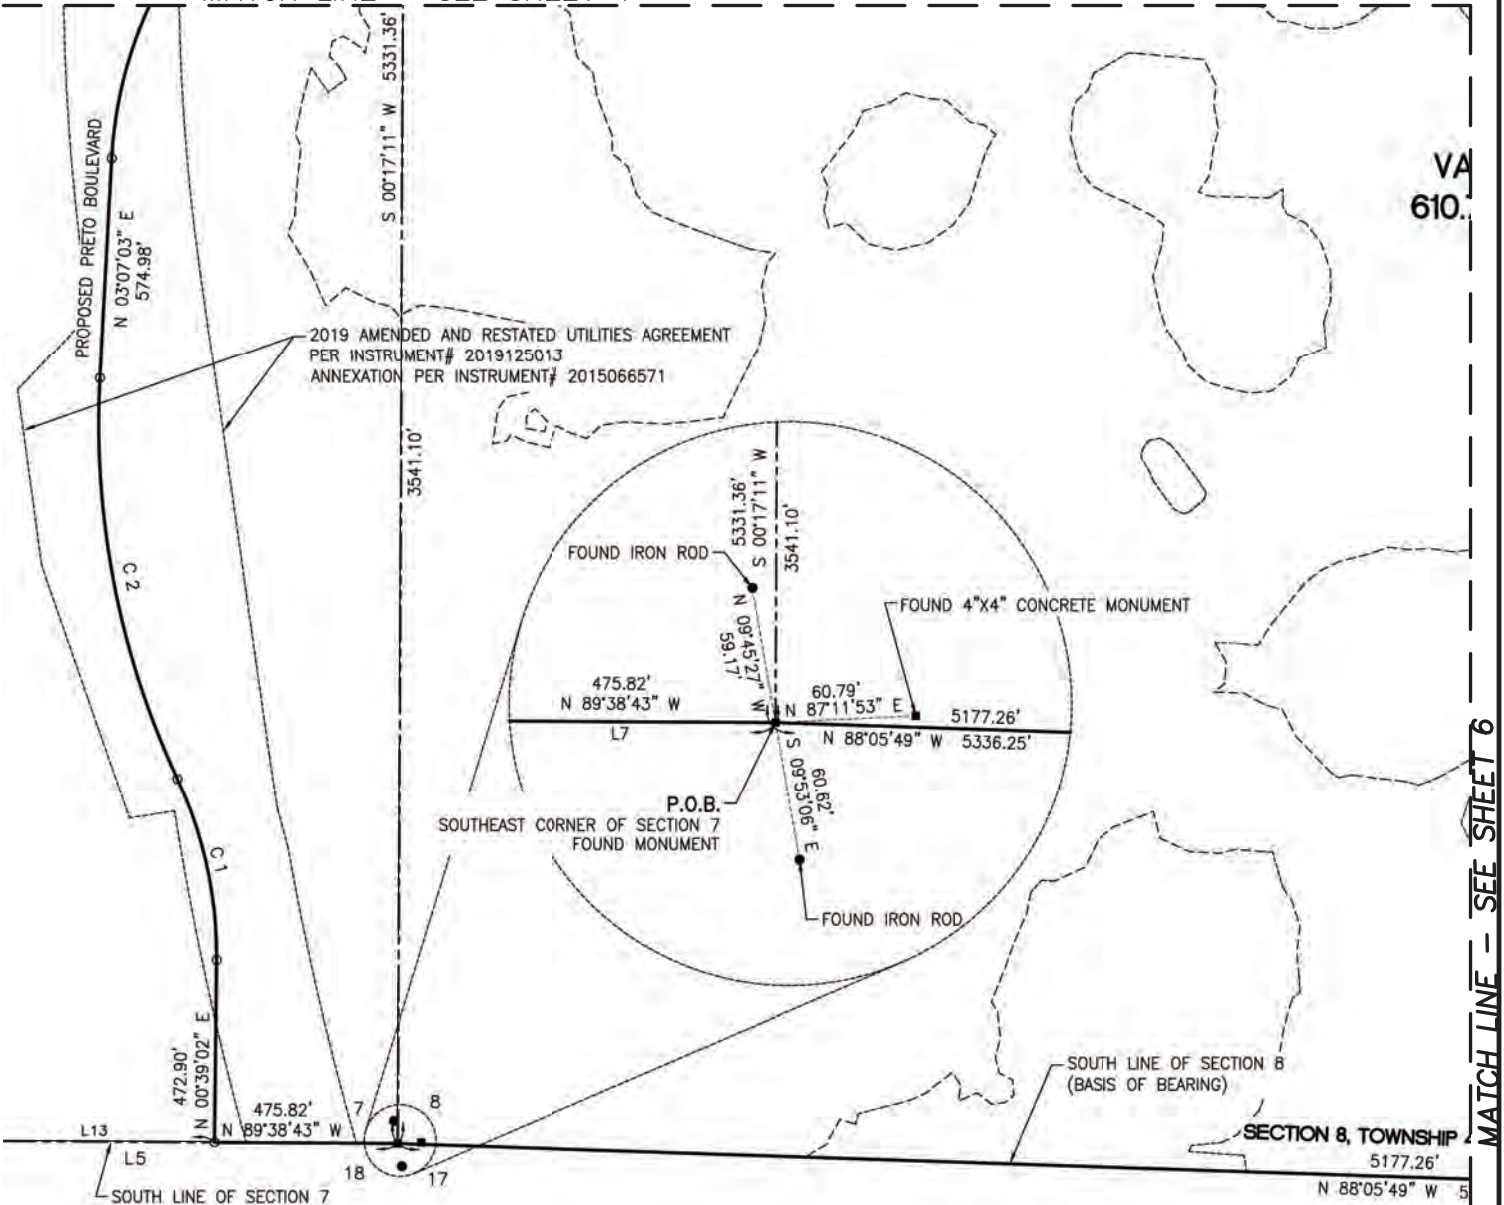 S 00°17'11" W 5331.36'
PROPOSED PRETO BOULEVARD
N 03°07'03" E
574.98'
VA
610.
2019 AMENDED AND RESTATED UTILITIES AGREEMENT
PER INSTRUMENT# 2019125013
ANNEXATION PER INSTRUMENT# 2015066571
3541.10'
5331.36'
S 00°17'11" W
3541.10'
FOUND IRON ROD
C 2
FOUND 4"X4" CONCRETE MONUMENT
N 09°45'27" W
59.17'
475.82'
N 89°38'43" W
L7
60.79'
N 87°11'53" E
5177.26'
N 88°05'49" W 5336.25'
60.62'
S 09°53'06" E
P.O.B.
SOUTHEAST CORNER OF SECTION 7
FOUND MONUMENT
C 1
FOUND IRON ROD
MATCH LINE - SEE SHEET 6
472.90'
N 00°39'02" E
SOUTH LINE OF SECTION 8
(BASIS OF BEARING)
475.82'
N 89°38'43" W
7
8
18
17
L13
L5
SOUTH LINE OF SECTION 7
SECTION 8, TOWNSHIP
5177.26'
N 88°05'49" W 5